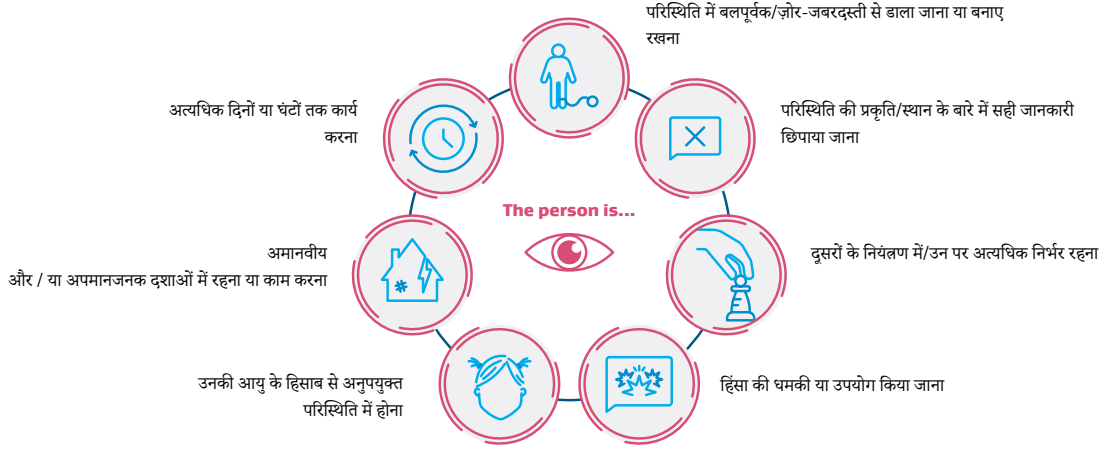 परिस्थिति में बलपूर्वक/ज़ोर-जबरदस्ती से डाला जाना या बनाए
रखना
परिस्थिति की प्रकृति/स्थान के बारे में सही जानकारी
छिपाया जाना
दूसरों के नियंत्रण में/उन पर अत्यधिक निर्भर रहना
हिंसा की धमकी या उपयोग किया जाना
उनकी आयु के हिसाब से अनुपयुक्त
परिस्थिति में होना
अमानवीय
और / या अपमानजनक दशाओं में रहना या काम करना
अत्यधिक दिनों या घंटों तक कार्य
करना
The person is...